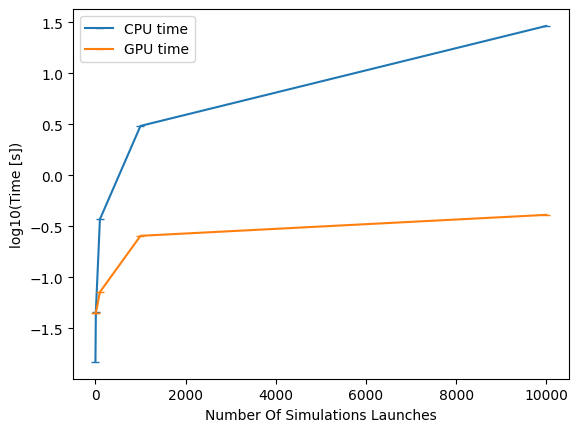 CPU time
GPU time
1.5
1.0
0.5
0.0
−0.5
−1.0
−1.5
log10(Time [s])
0 2000 4000 6000 8000 10000
Number Of Simulations Launches